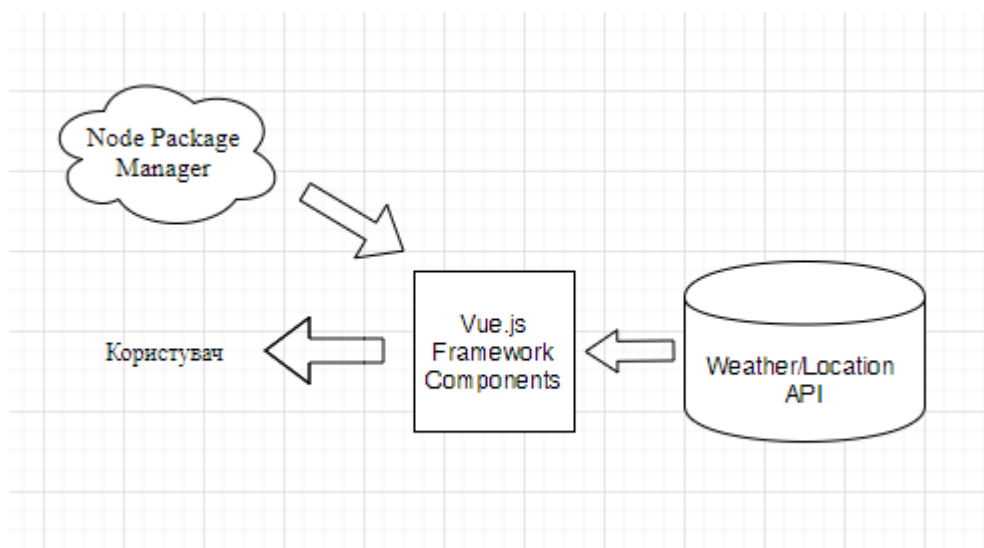 Node Package
Manager
Vue.js
Framework
Components
Користувач
Weather/Location
API